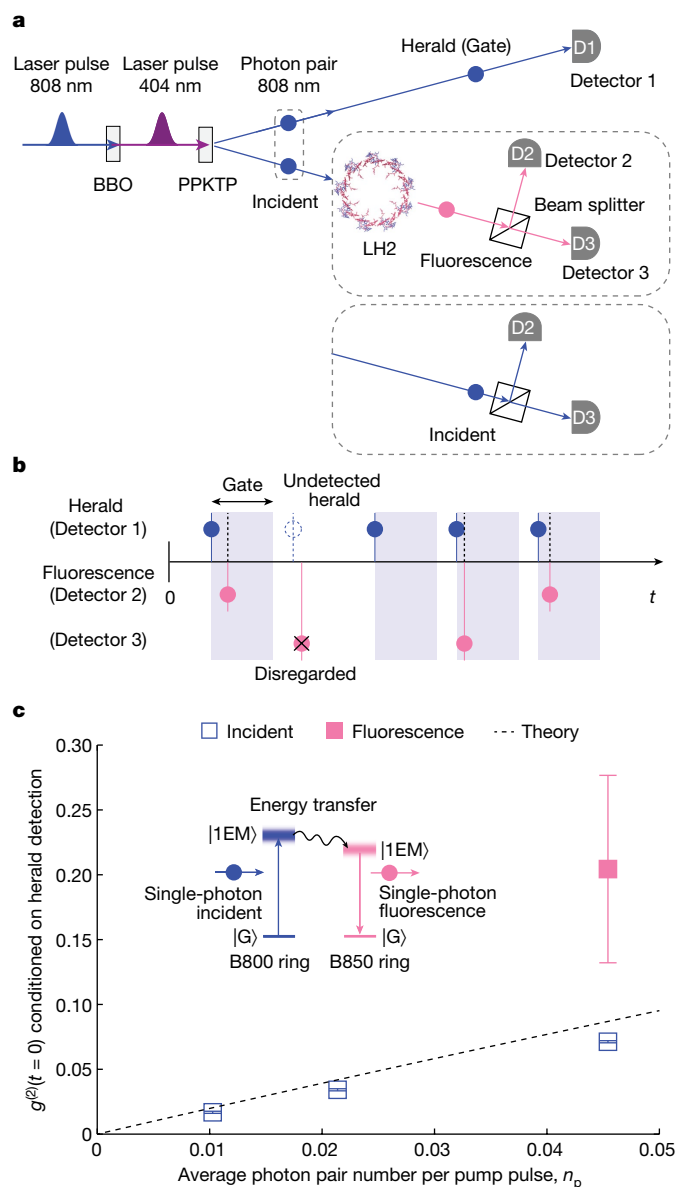 a
Laser pulse
808 nm
Laser pulse
404 nm
Photon pair
808 nm
Herald (Gate)
D1
Detector 1
BBO
PPKTP
Incident
LH2
Fluorescence
D2
Detector 2
Beam splitter
D3
Detector 3
D2
Incident
D3
b
Gate
Undetected
herald
Herald
(Detector 1)
Fluorescence
(Detector 2)
0
t
(Detector 3)
Disregarded
c
Incident
Fluorescence
Theory
0.30
0.25
0.20
0.15
0.10
0.05
0
g⁽²⁾(t = 0) conditioned on herald detection
Energy transfer
|1EM⟩
|1EM⟩
Single-photon
incident
Single-photon
fluorescence
|G⟩
|G⟩
B800 ring
B850 ring
0
0.01
0.02
0.03
0.04
0.05
Average photon pair number per pump pulse, nₚ